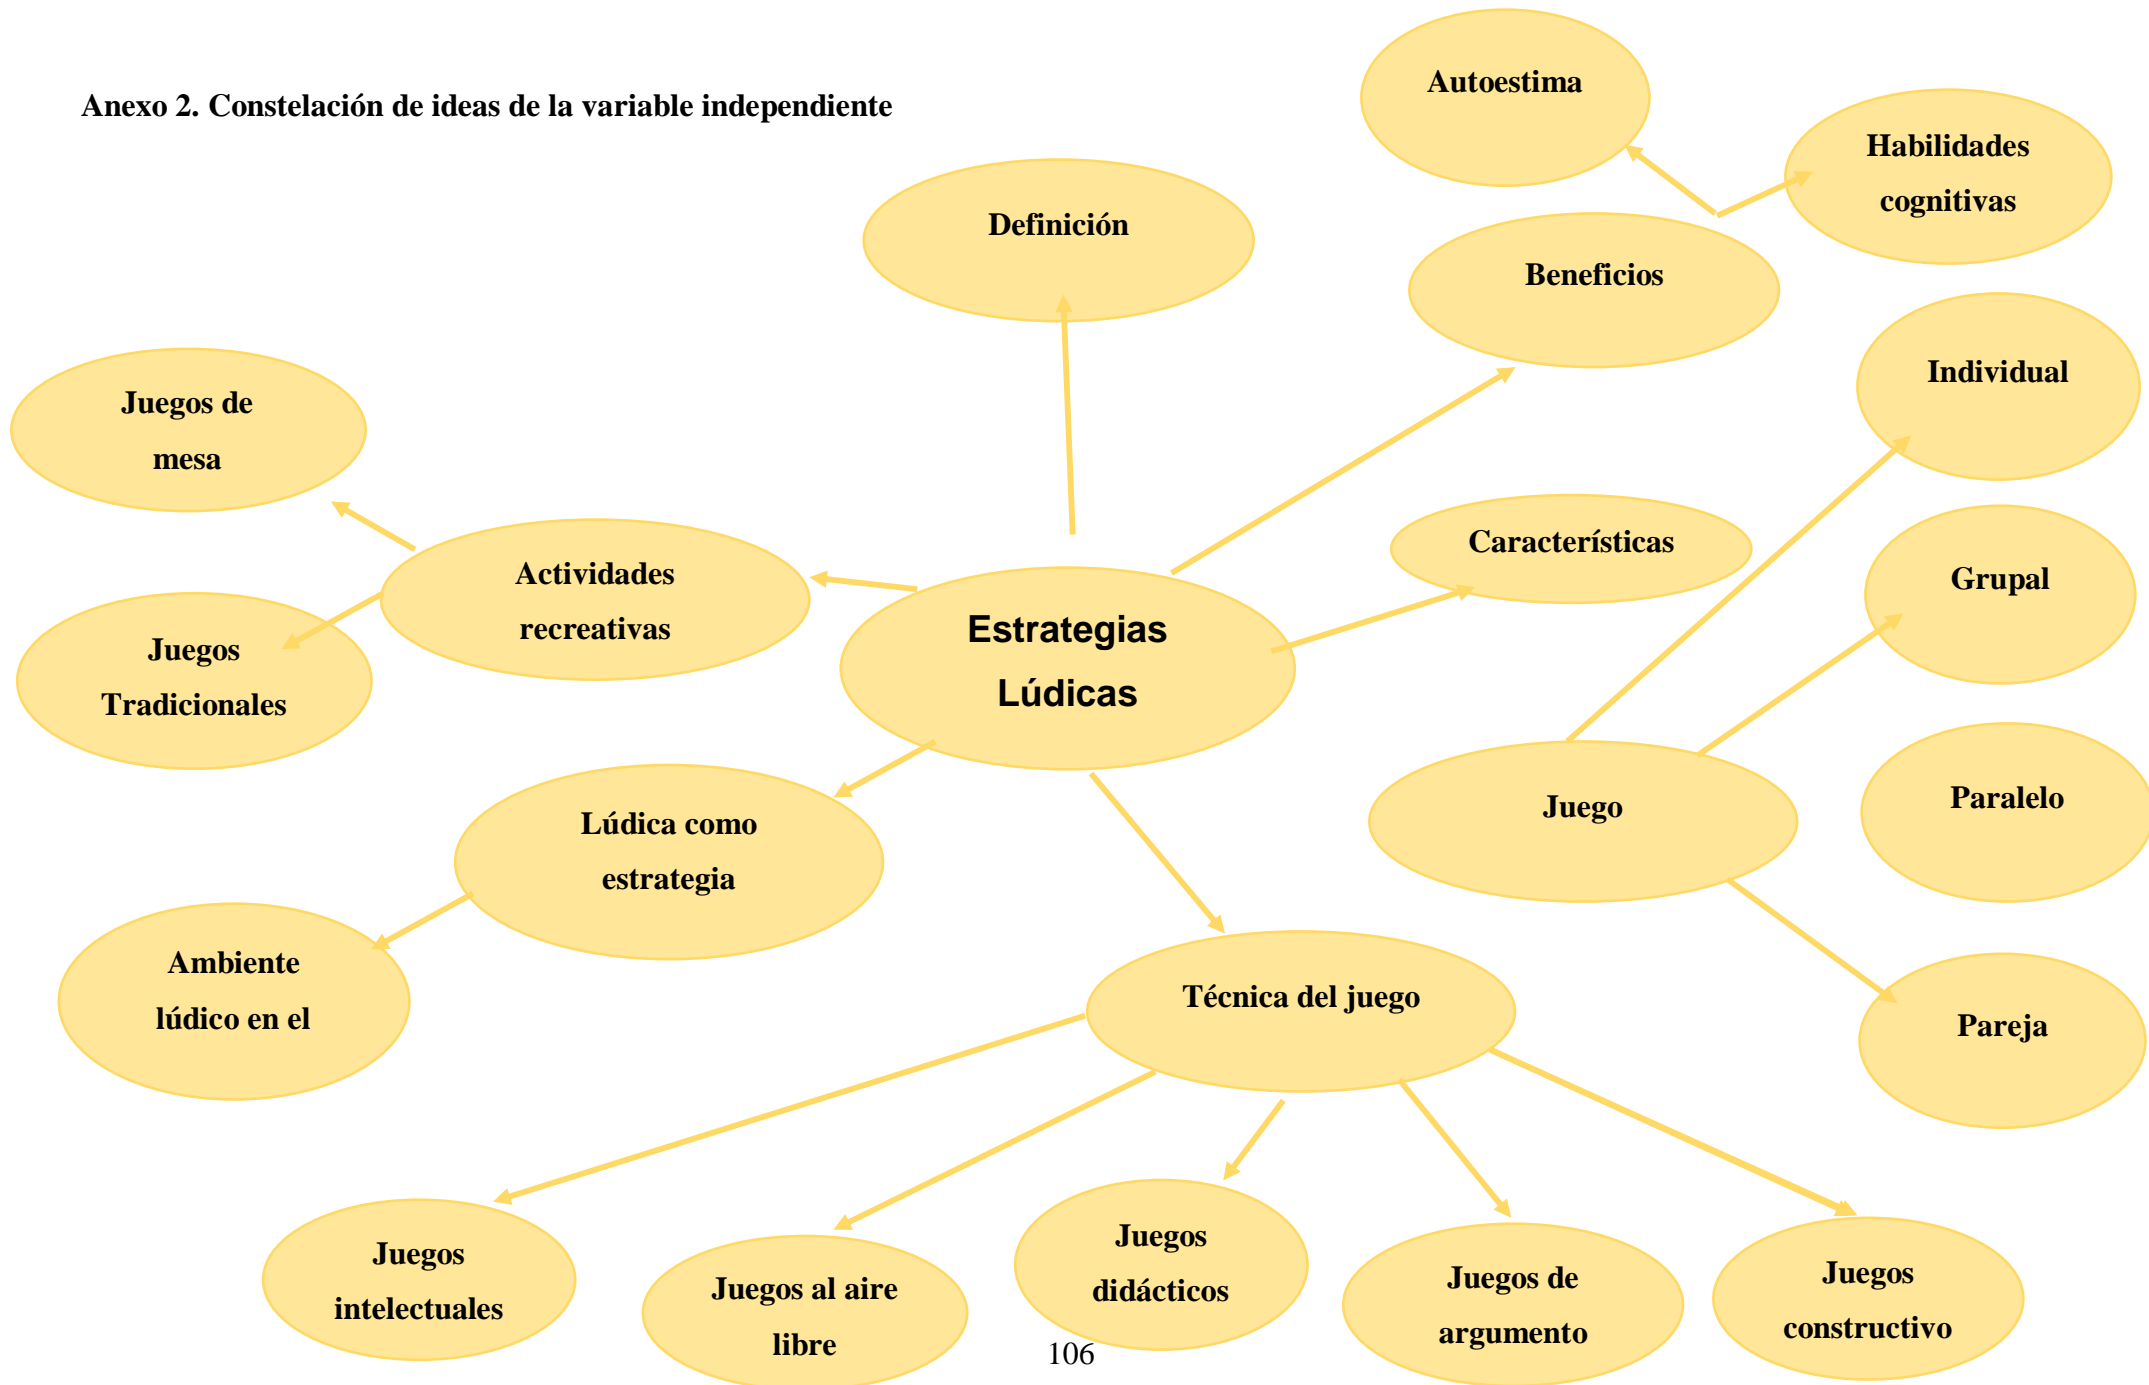 Anexo 2. Constelación de ideas de la variable independiente
Autoestima
Habilidades
cognitivas
Definición
Beneficios
Individual
Juegos de
mesa
Características
Actividades
recreativas
Grupal
Estrategias
Lúdicas
Juegos
Tradicionales
Juego
Paralelo
Lúdica como
estrategia
Ambiente
lúdico en el
Técnica del juego
Pareja
Juegos
intelectuales
Juegos al aire
libre
Juegos
didácticos
Juegos de
argumento
Juegos
constructivo
106